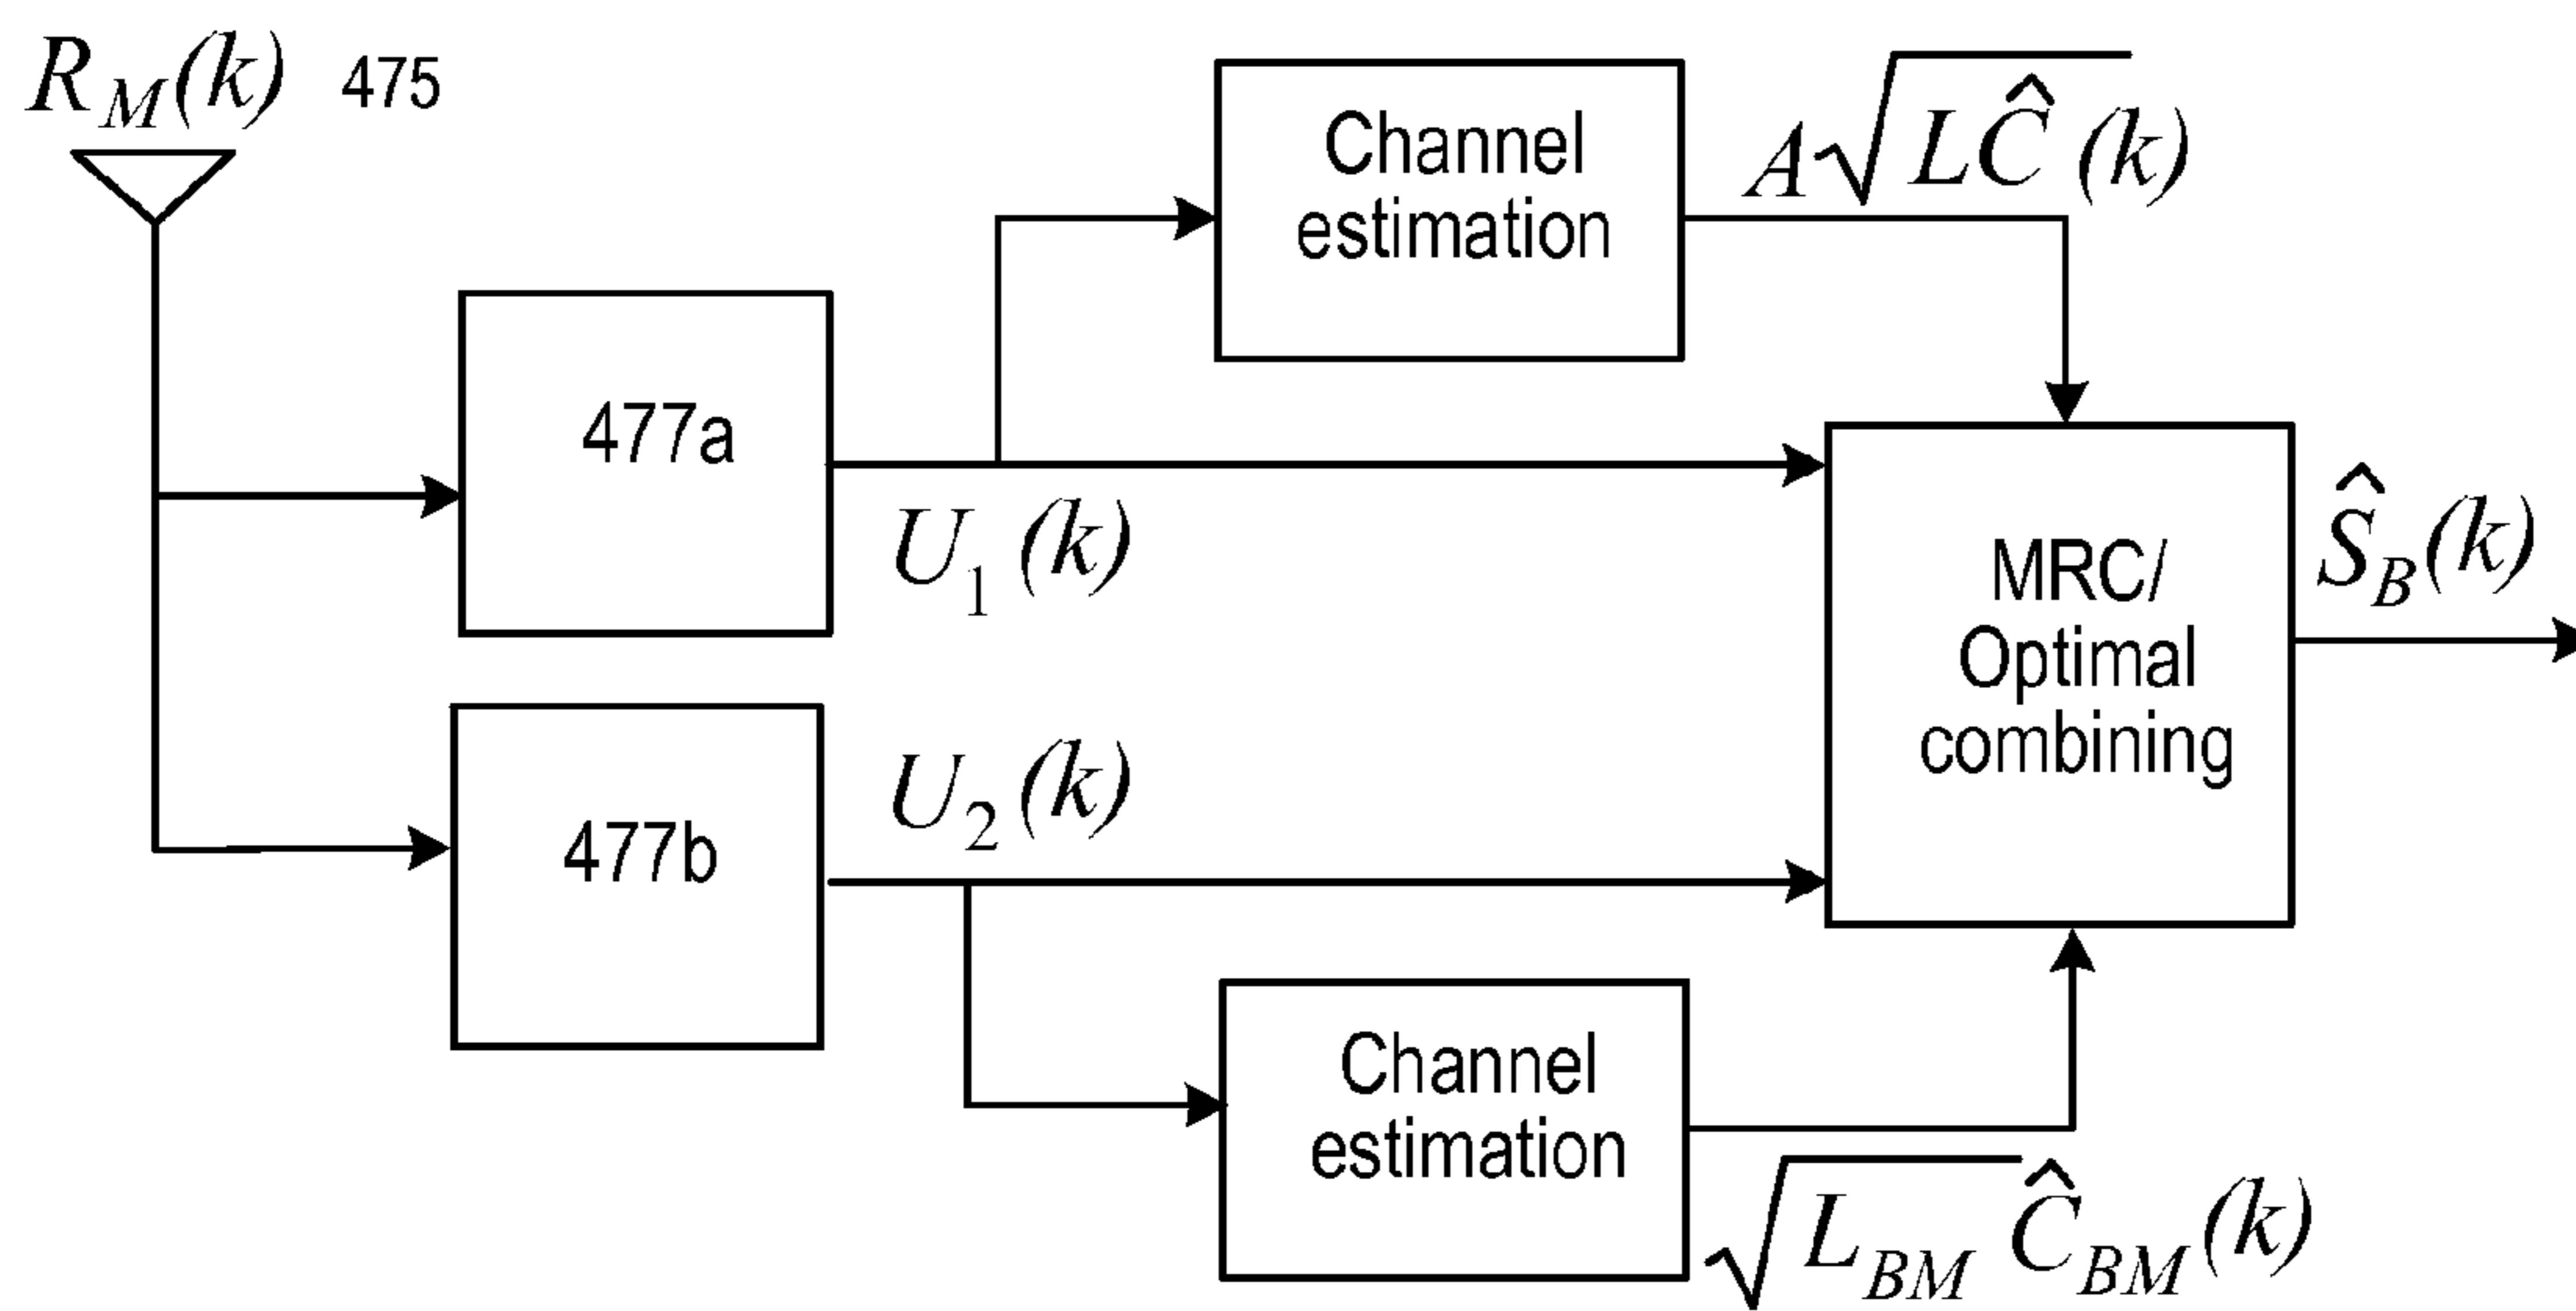 R_M(k) 475
Channel
estimation
A√LĈ (k)
477a
U_1 (k)
MRC/
Optimal
combining
Ŝ_B(k)
477b
U_2 (k)
Channel
estimation
√L_BM Ĉ_BM(k)